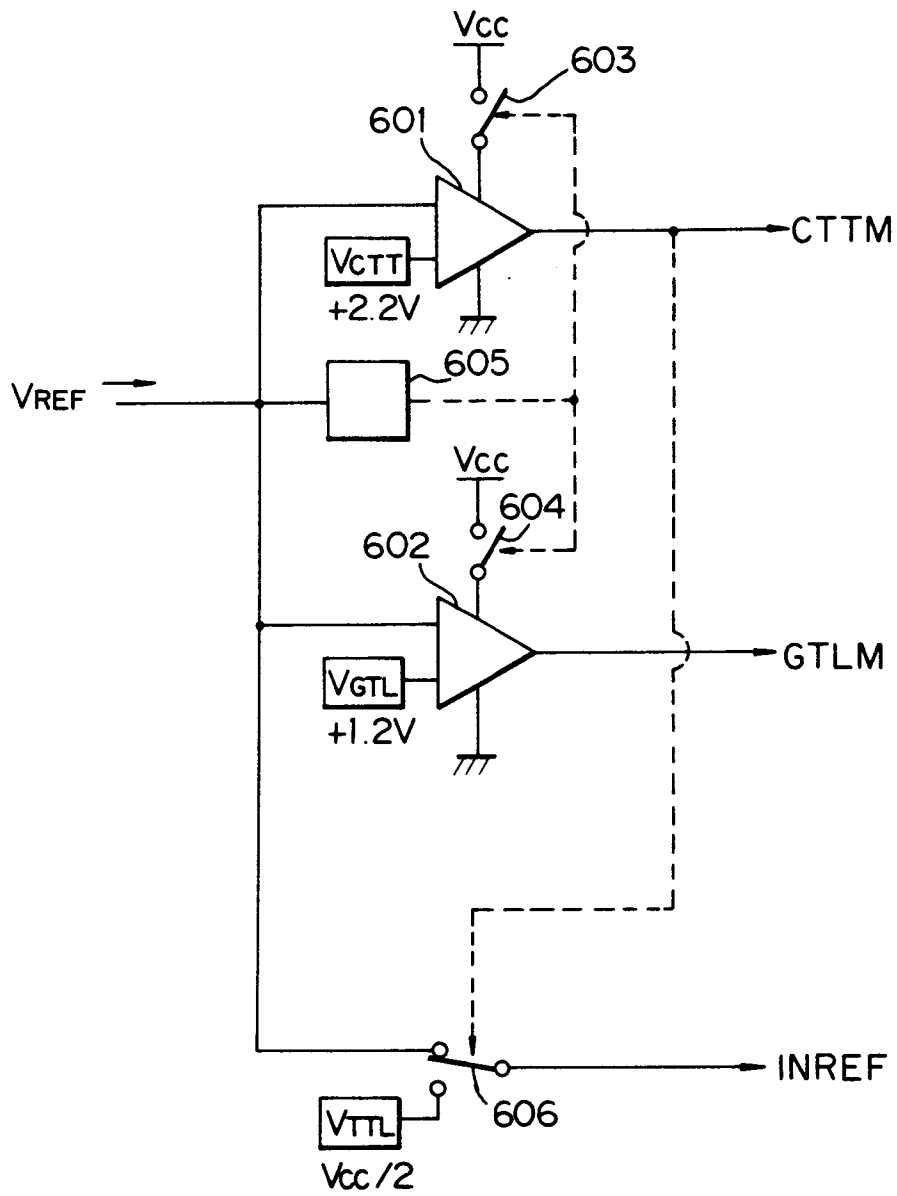 VCC
603
601
CTTM
VCTT
+2.2V
605
VREF
VCC
604
602
GTLM
VGTL
+1.2V
INREF
606
VTTL
VCC/2